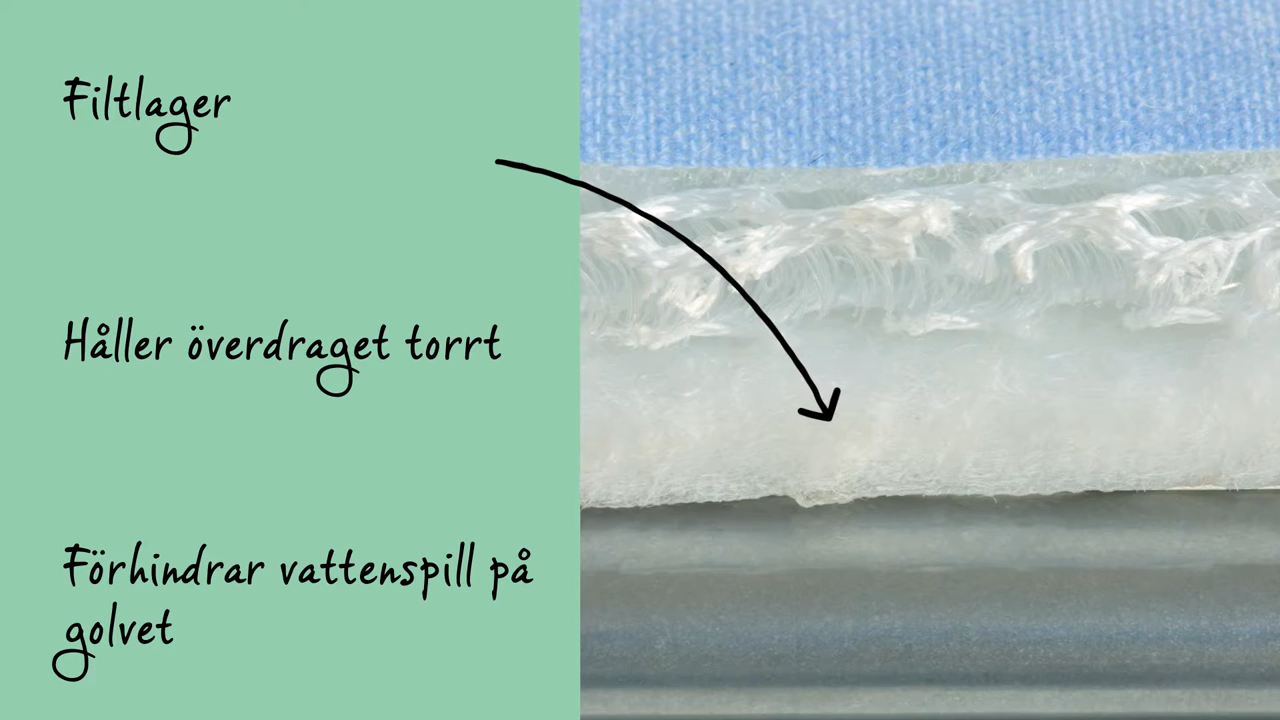 Filtlager
Håller överdraget torrt
Förhindrar vattenspill på
golvet